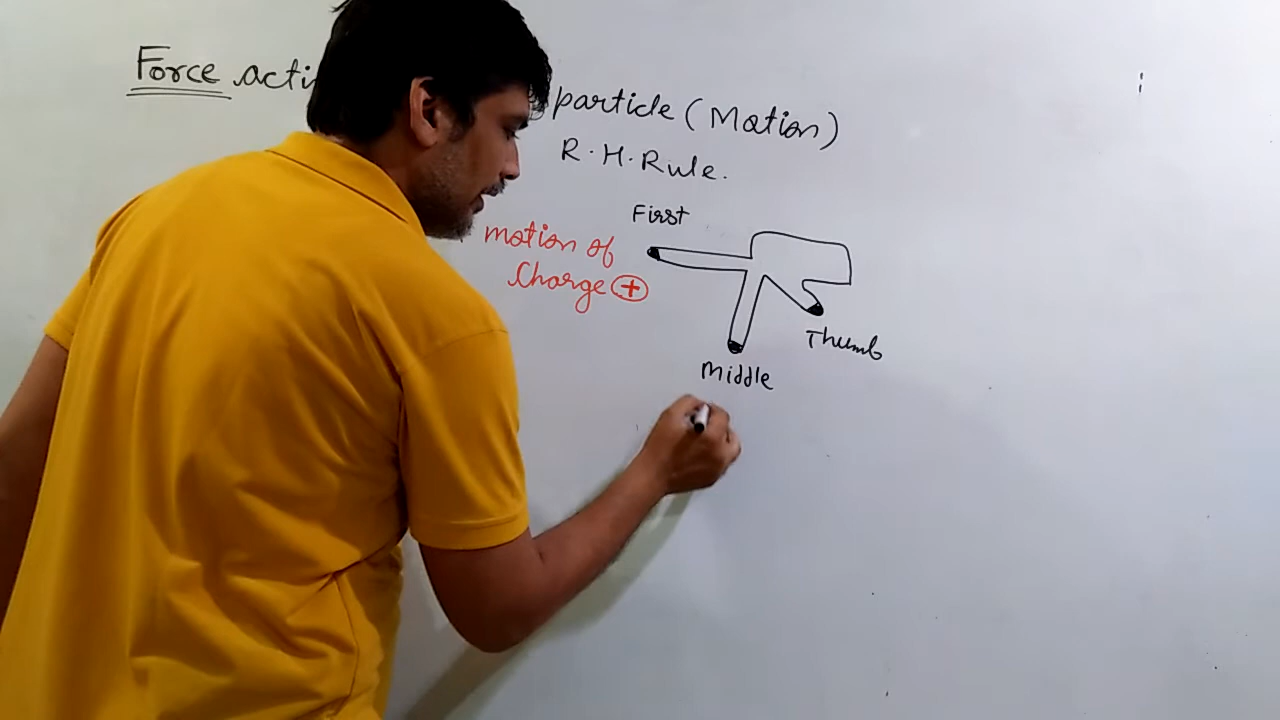 Force acti particle (Motion)
R.H.Rule.
First
motion of
Charge +
Thumb
Middle